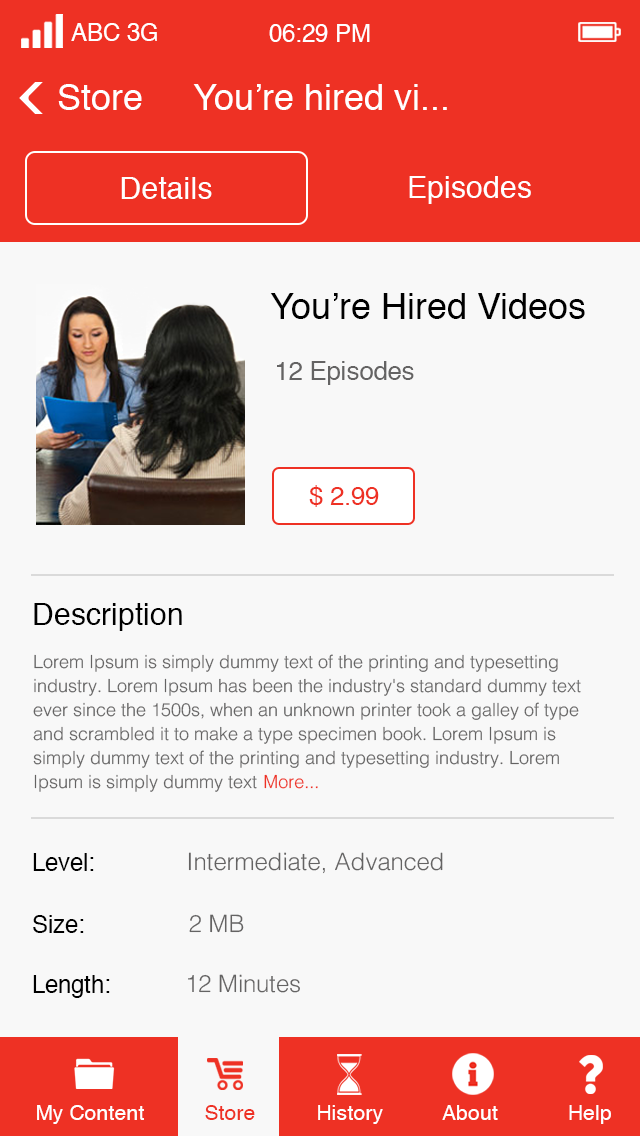 ABC 3G 06:29 PM
Store You’re hired vi...
Details Episodes
You’re Hired Videos
12 Episodes
$ 2.99
Description
Lorem Ipsum is simply dummy text of the printing and typesetting
industry. Lorem Ipsum has been the industry's standard dummy text
ever since the 1500s, when an unknown printer took a galley of type
and scrambled it to make a type specimen book. Lorem Ipsum is
simply dummy text of the printing and typesetting industry. Lorem
Ipsum is simply dummy text More...
Level: Intermediate, Advanced
Size: 2 MB
Length: 12 Minutes
My Content Store History About Help